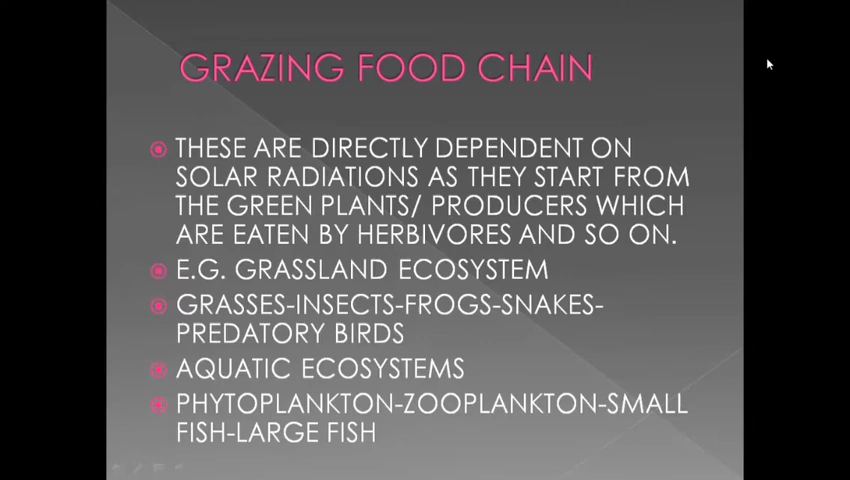 GRAZING FOOD CHAIN
THESE ARE DIRECTLY DEPENDENT ON
SOLAR RADIATIONS AS THEY START FROM
THE GREEN PLANTS/ PRODUCERS WHICH
ARE EATEN BY HERBIVORES AND SO ON.
E.G. GRASSLAND ECOSYSTEM
GRASSES-INSECTS-FROGS-SNAKES-
PREDATORY BIRDS
AQUATIC ECOSYSTEMS
PHYTOPLANKTON-ZOOPLANKTON-SMALL
FISH-LARGE FISH